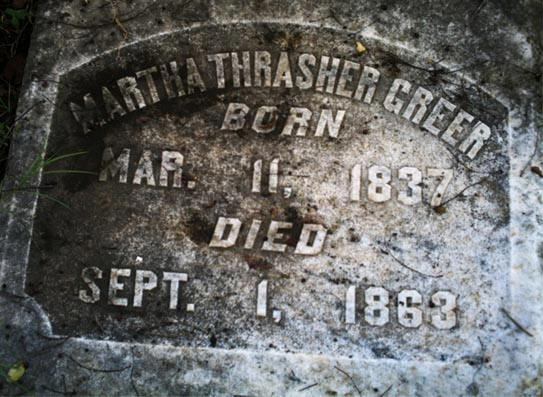 MARTHA THRASHER GREER
BORN
MAR. 11, 1837
DIED
SEPT. 1, 1863